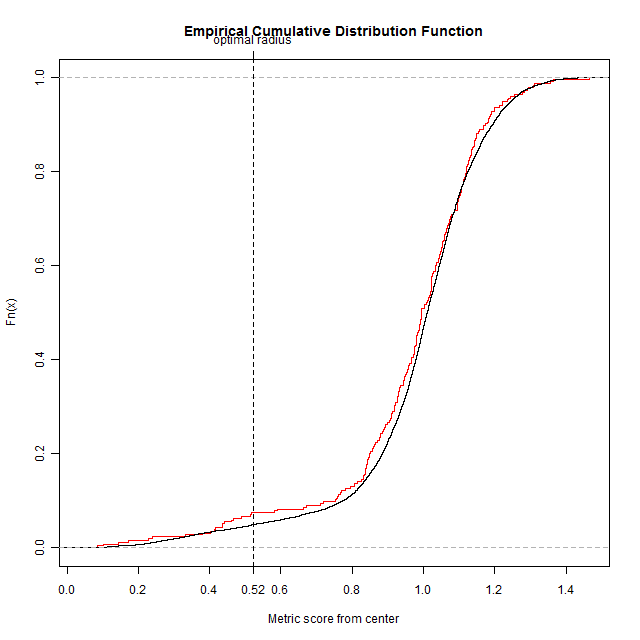 Empirical Cumulative Distribution Function
optimal radius
Fn(x)
1.0
0.8
0.6
0.4
0.2
0.0
0.0 0.2 0.4 0.52 0.6 0.8 1.0 1.2 1.4
Metric score from center